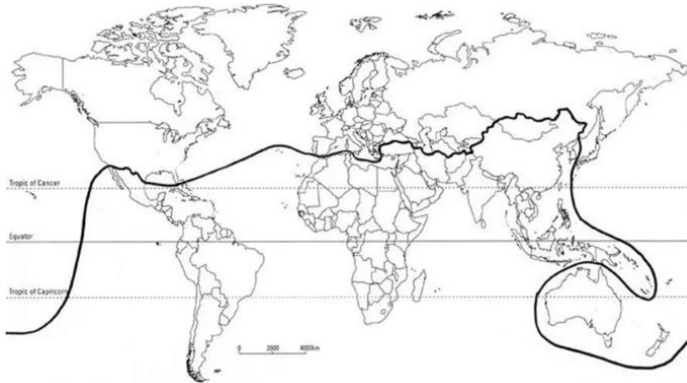 Tropic of Cancer
Equator
Tropic of Capricorn
0 2000 4000km